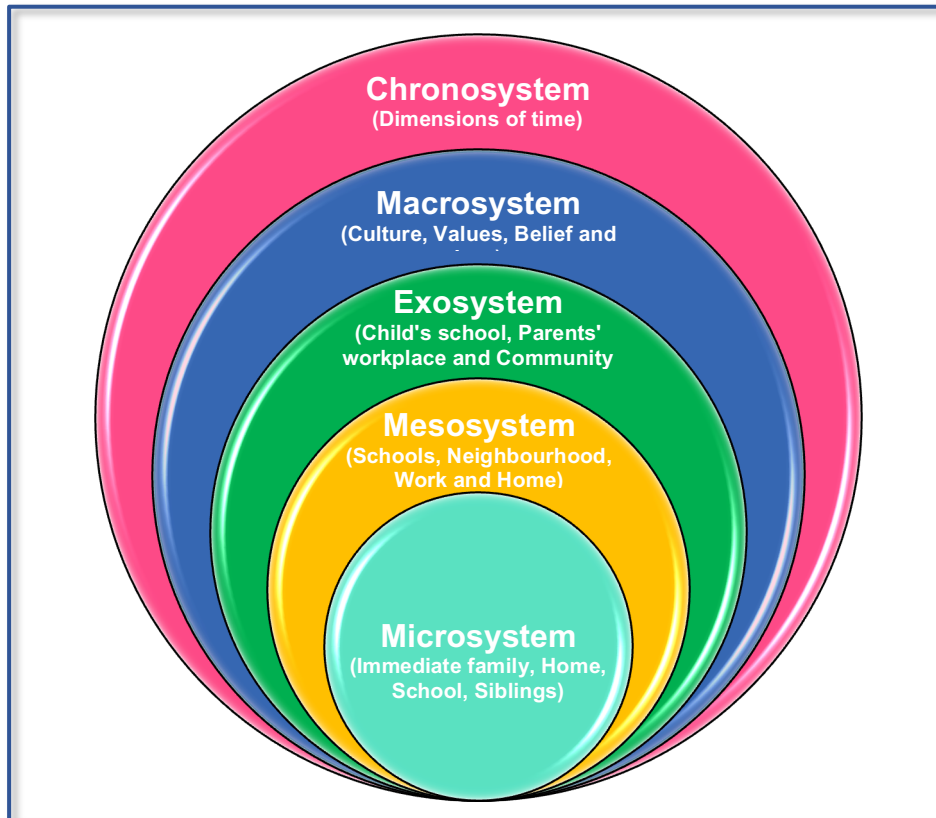 Chronosystem
(Dimensions of time)
Macrosystem
(Culture, Values, Belief and
Exosystem
(Child's school, Parents'
workplace and Community
Mesosystem
(Schools, Neighbourhood,
Work and Home)
Microsystem
(Immediate family, Home,
School, Siblings)